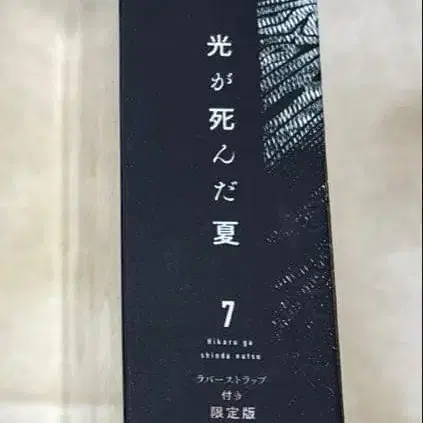 光が死んだ夏
7
Hikaru ga
shinda natsu
ラバーストラップ
付き
限定版